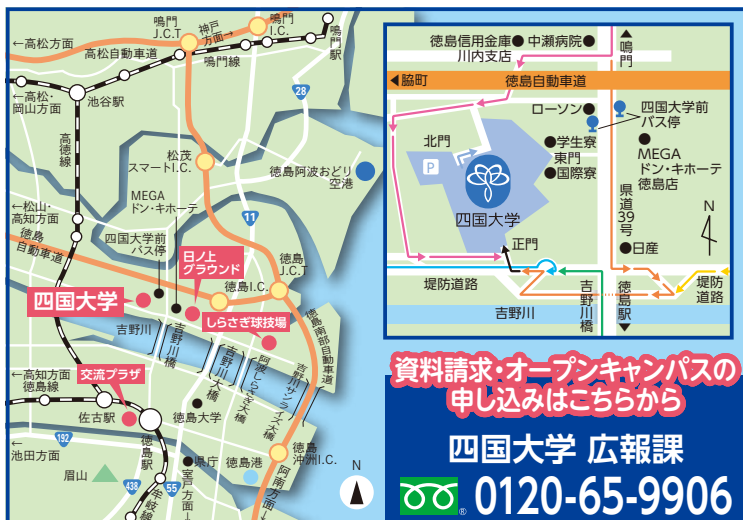 ←高松方面
高松自動車道
鳴門
J.C.T
神戸
方面→
鳴門
I.C.
鳴門線
鳴門駅
←高松・
岡山方面
池谷駅
高徳線
28
松茂
スマートI.C.
徳島阿波おどり
空港
MEGA
ドン・キホーテ
11
←松山・
高知方面
徳島
自動車道
四国大学前
バス停
日ノ上
グラウンド
徳島
J.C.T
徳島I.C.
四国大学
しらさぎ球技場
徳島南部自動車道
吉野川
吉野川橋
吉野川大橋
阿波しらさぎ大橋
吉野川サンライズ大橋
←高知方面
徳島線
交流プラザ
佐古駅
徳島大学
徳島駅
192
←
池田方面
眉山
県庁
徳島港
徳島
沖洲I.C.
438
55
牟岐線
室戸方面↓
阿南方面↓
N
徳島信用金庫
川内支店
中瀬病院
▲鳴門
◀脇町
徳島自動車道
ローソン
四国大学前
バス停
北門
P
学生寮
東門
国際寮
MEGA
ドン・キホーテ
徳島店
四国大学
県道39号
N
正門
日産
堤防道路
堤防
道路
吉野川
吉野川橋
徳島駅▼
資料請求・オープンキャンパスの
申し込みはこちらから
四国大学 広報課
® 0120-65-9906